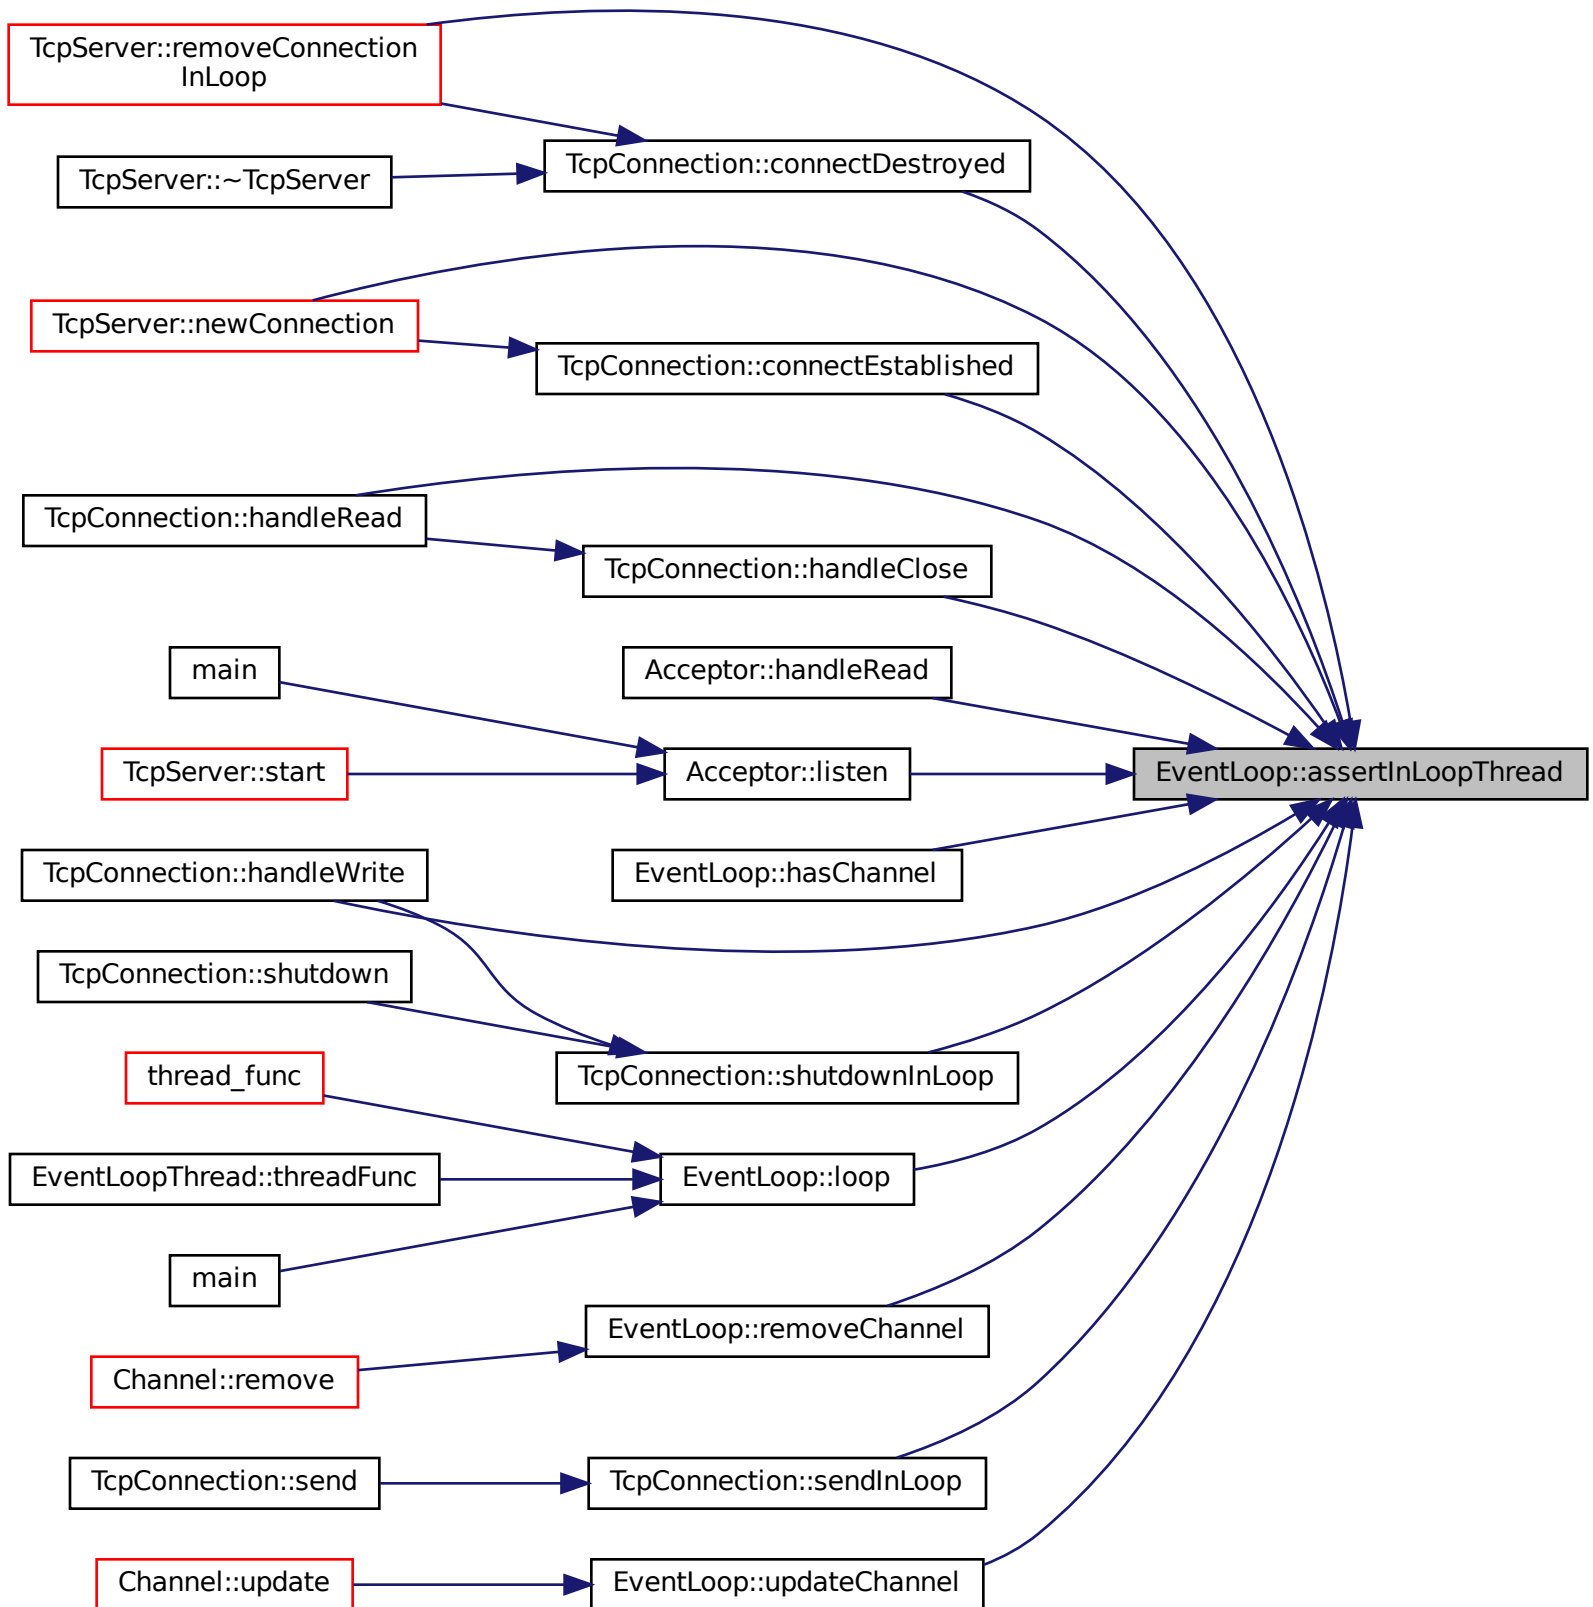 TcpServer::removeConnection
InLoop
TcpConnection::connectDestroyed
TcpServer::~TcpServer
TcpServer::newConnection
TcpConnection::connectEstablished
TcpConnection::handleRead
TcpConnection::handleClose
main
Acceptor::handleRead
TcpServer::start
Acceptor::listen
EventLoop::assertInLoopThread
TcpConnection::handleWrite
EventLoop::hasChannel
TcpConnection::shutdown
thread_func
TcpConnection::shutdownInLoop
EventLoopThread::threadFunc
EventLoop::loop
main
EventLoop::removeChannel
Channel::remove
TcpConnection::send
TcpConnection::sendInLoop
Channel::update
EventLoop::updateChannel